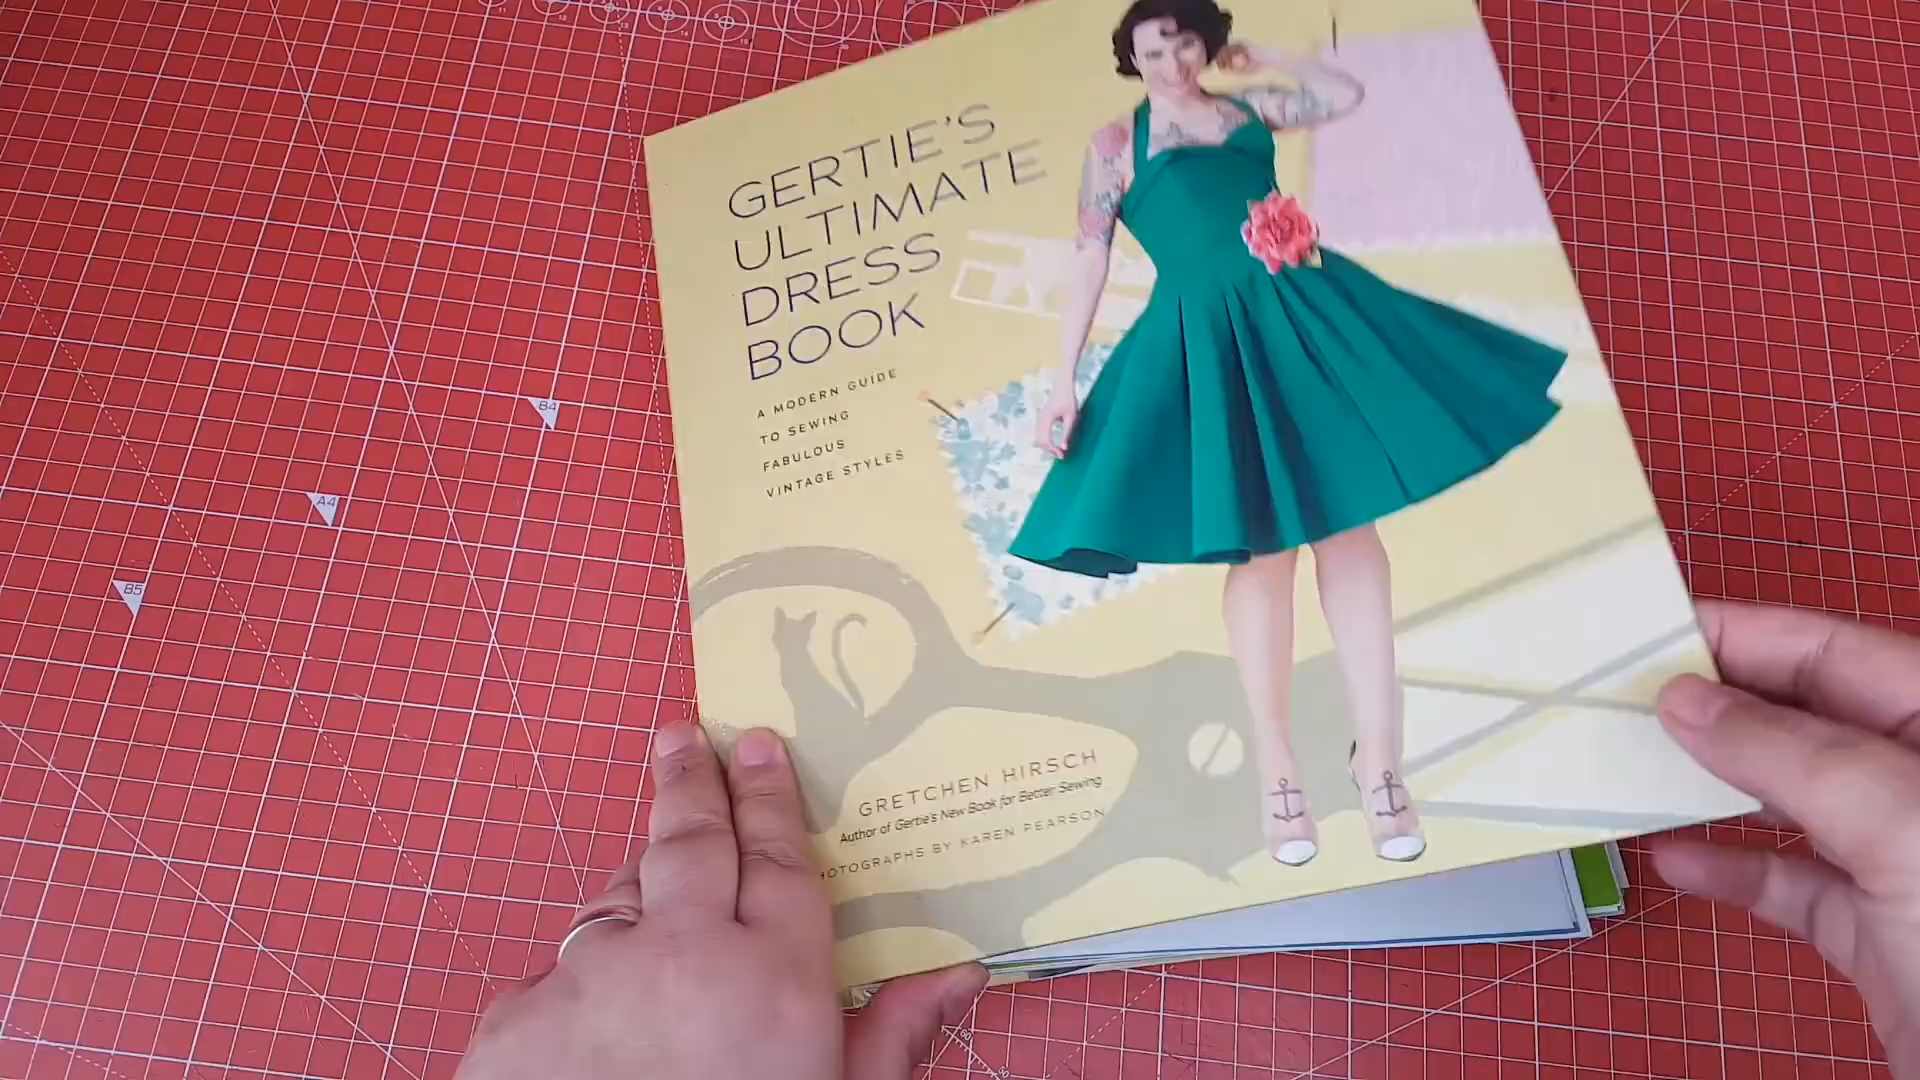 GERTIE'S
ULTIMATE
DRESS
BOOK
A MODERN GUIDE
TO SEWING
FABULOUS
VINTAGE STYLES
GRETCHEN HIRSCH
Author of Gertie's New Book for Better Sewing
BY KAREN PEARSON
B4
A4
B5